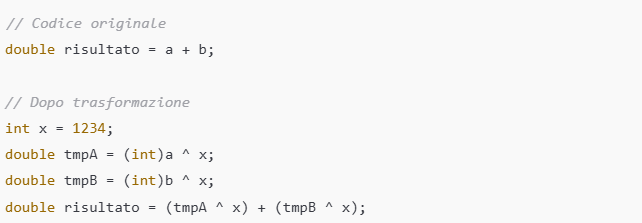 // Codice originale
double risultato = a + b;
// Dopo trasformazione
int x = 1234;
double tmpA = (int)a ^ x;
double tmpB = (int)b ^ x;
double risultato = (tmpA ^ x) + (tmpB ^ x);